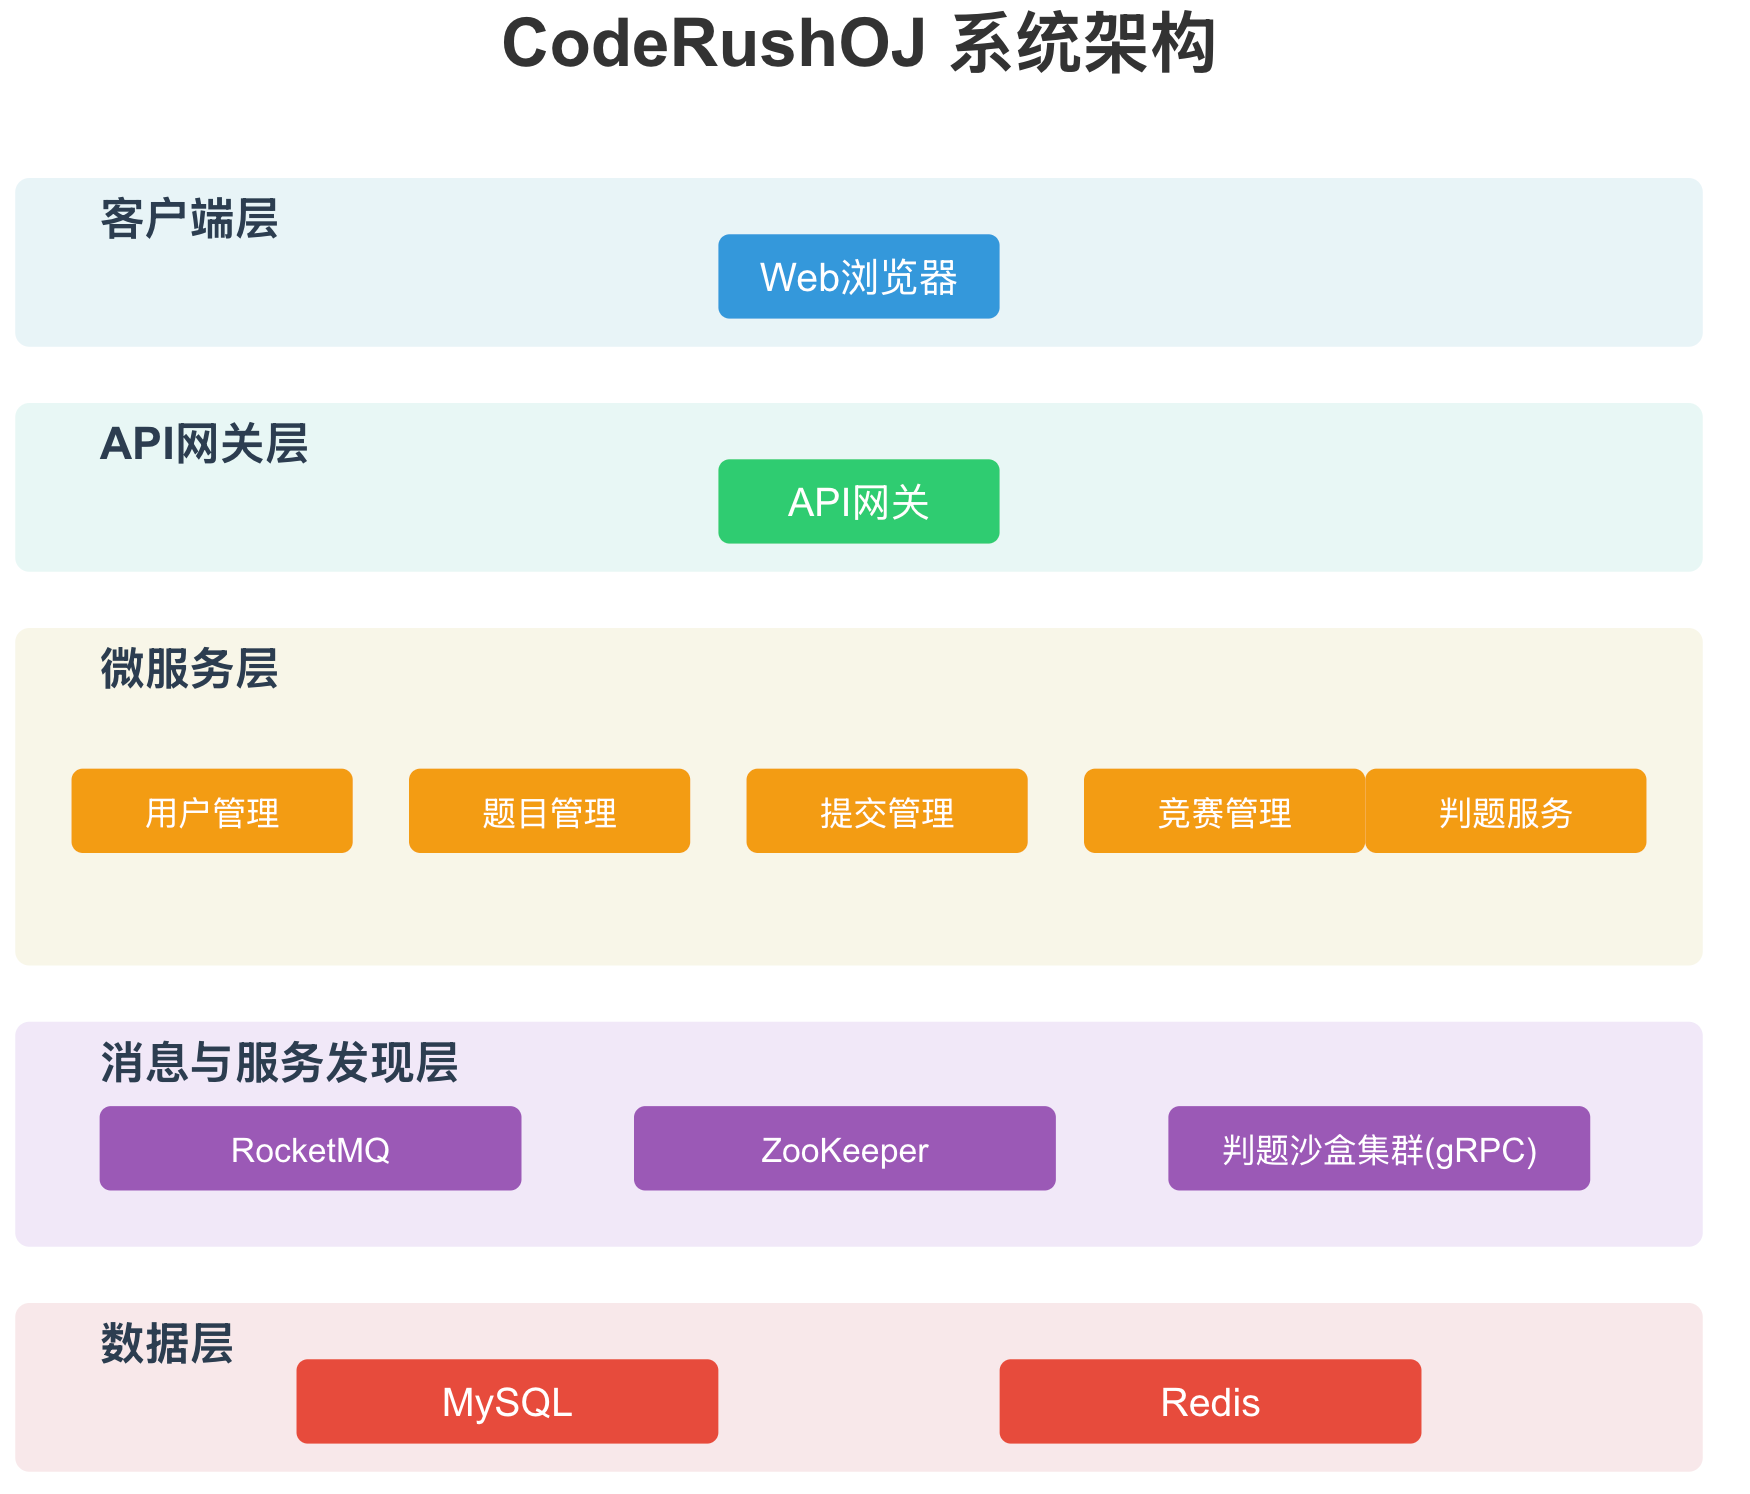 CodeRushOJ 系统架构
客户端层
Web浏览器
API网关层
API网关
微服务层
用户管理
题目管理
提交管理
竞赛管理
判题服务
消息与服务发现层
RocketMQ
ZooKeeper
判题沙盒集群(gRPC)
数据层
MySQL
Redis